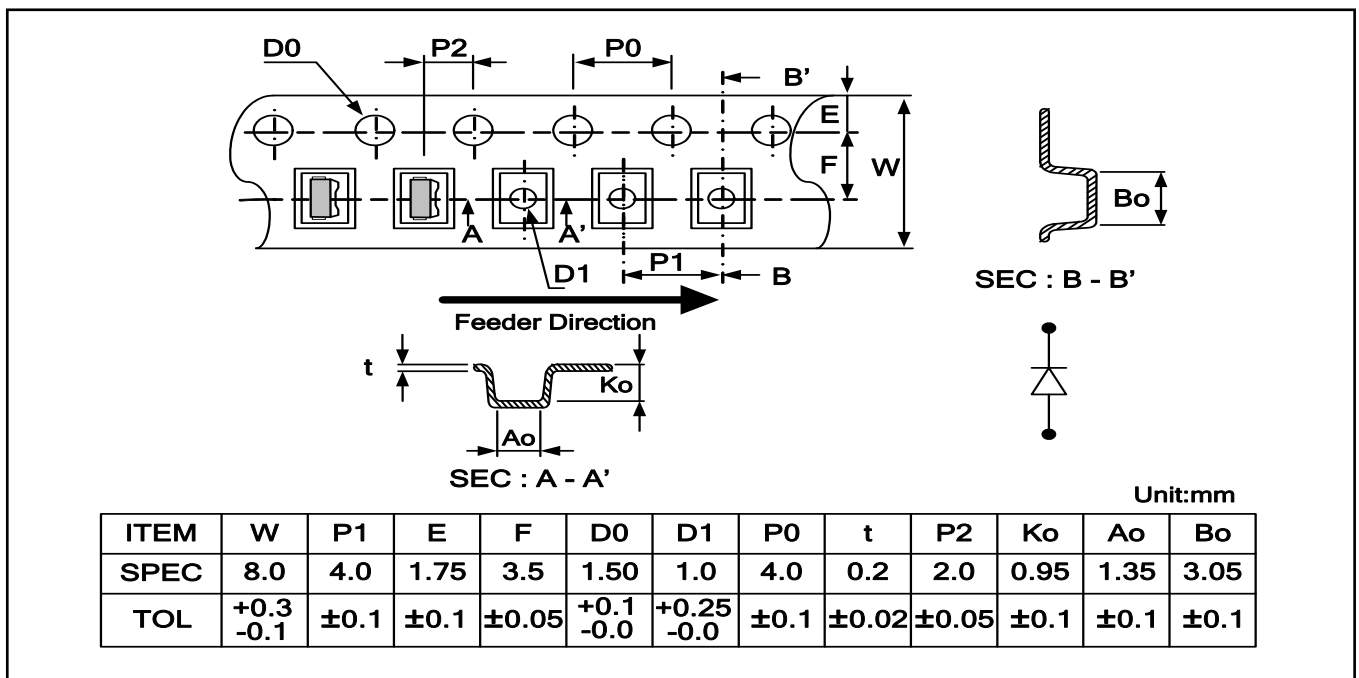 D0 P2 P0 B'
E
F W
A A' Bo
D1 P1 B
SEC : B - B'
Feeder Direction
t
Ko
Ao
SEC : A - A'
Unit:mm
ITEM W P1 E F D0 D1 P0 t P2 Ko Ao Bo
SPEC 8.0 4.0 1.75 3.5 1.50 1.0 4.0 0.2 2.0 0.95 1.35 3.05
TOL +0.3 -0.1 ±0.1 ±0.1 ±0.05 +0.1 -0.0 +0.25 -0.0 ±0.1 ±0.02 ±0.05 ±0.1 ±0.1 ±0.1